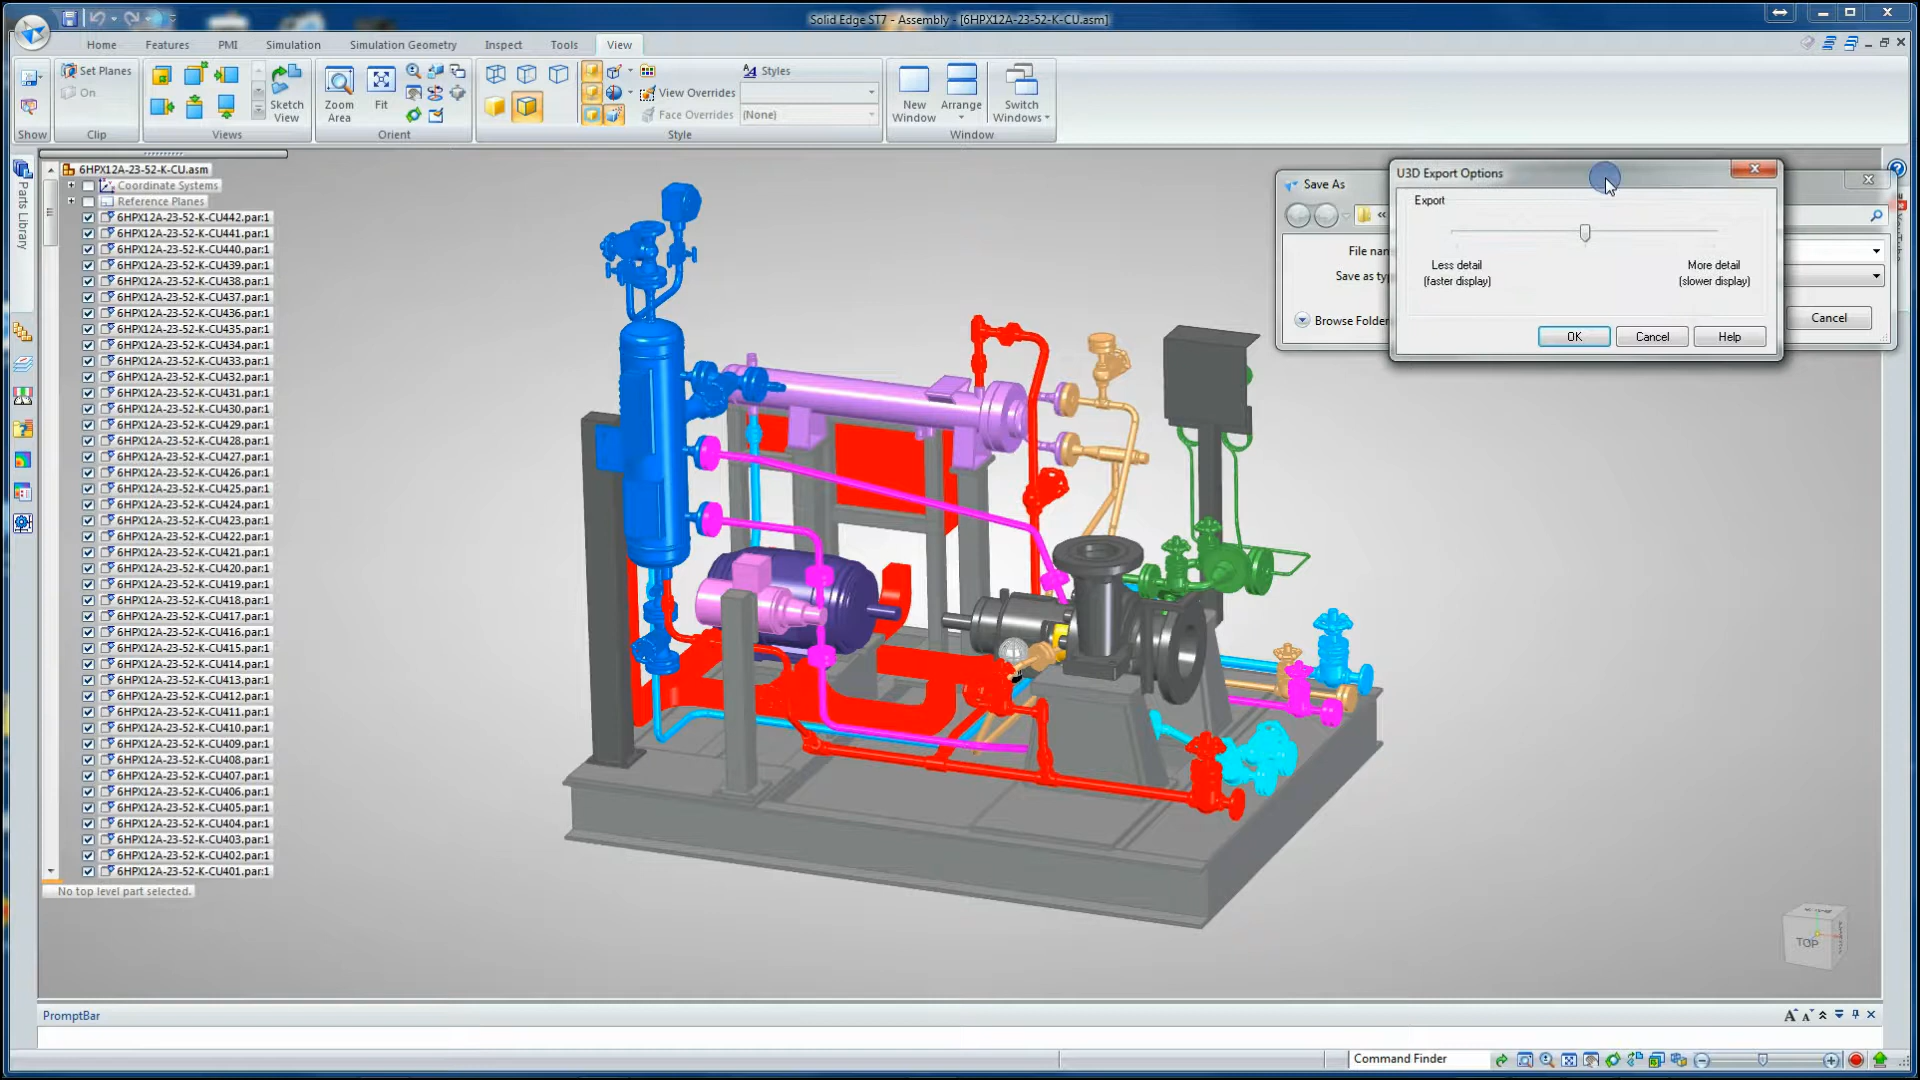 Solid Edge ST7 - Assembly - [6HPX12A-23-52-K-CU.asm]
Home Features PMI Simulation Simulation Geometry Inspect Tools View
Set Planes
On
Sketch
View
Zoom
Area
Fit
Styles
View Overrides
Face Overrides (None)
New
Window
Arrange
Switch
Windows
Show Clip Views Orient Style Window
Parts Library
6HPX12A-23-52-K-CU.asm
Coordinate Systems
Reference Planes
6HPX12A-23-52-K-CU442.par:1
6HPX12A-23-52-K-CU441.par:1
6HPX12A-23-52-K-CU440.par:1
6HPX12A-23-52-K-CU439.par:1
6HPX12A-23-52-K-CU438.par:1
6HPX12A-23-52-K-CU437.par:1
6HPX12A-23-52-K-CU436.par:1
6HPX12A-23-52-K-CU435.par:1
6HPX12A-23-52-K-CU434.par:1
6HPX12A-23-52-K-CU433.par:1
6HPX12A-23-52-K-CU432.par:1
6HPX12A-23-52-K-CU431.par:1
6HPX12A-23-52-K-CU430.par:1
6HPX12A-23-52-K-CU429.par:1
6HPX12A-23-52-K-CU428.par:1
6HPX12A-23-52-K-CU427.par:1
6HPX12A-23-52-K-CU426.par:1
6HPX12A-23-52-K-CU425.par:1
6HPX12A-23-52-K-CU424.par:1
6HPX12A-23-52-K-CU423.par:1
6HPX12A-23-52-K-CU422.par:1
6HPX12A-23-52-K-CU421.par:1
6HPX12A-23-52-K-CU420.par:1
6HPX12A-23-52-K-CU419.par:1
6HPX12A-23-52-K-CU418.par:1
6HPX12A-23-52-K-CU417.par:1
6HPX12A-23-52-K-CU416.par:1
6HPX12A-23-52-K-CU415.par:1
6HPX12A-23-52-K-CU414.par:1
6HPX12A-23-52-K-CU413.par:1
6HPX12A-23-52-K-CU412.par:1
6HPX12A-23-52-K-CU411.par:1
6HPX12A-23-52-K-CU410.par:1
6HPX12A-23-52-K-CU409.par:1
6HPX12A-23-52-K-CU408.par:1
6HPX12A-23-52-K-CU407.par:1
6HPX12A-23-52-K-CU406.par:1
6HPX12A-23-52-K-CU405.par:1
6HPX12A-23-52-K-CU404.par:1
6HPX12A-23-52-K-CU403.par:1
6HPX12A-23-52-K-CU402.par:1
6HPX12A-23-52-K-CU401.par:1
No top level part selected.
Save As
«
File nam
Save as typ
Browse Folder
Cancel
U3D Export Options
Export
Less detail
(faster display)
More detail
(slower display)
OK Cancel Help
TOP
PromptBar
Command Finder